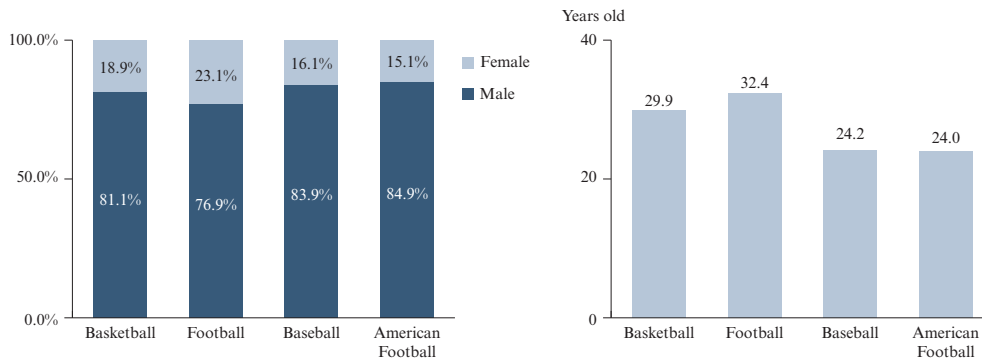 100.0%
50.0%
0.0%
18.9%
23.1%
16.1%
15.1%
81.1%
76.9%
83.9%
84.9%
Basketball
Football
Baseball
American
Football
Female
Male
Years old
40
20
0
29.9
32.4
24.2
24.0
Basketball
Football
Baseball
American
Football